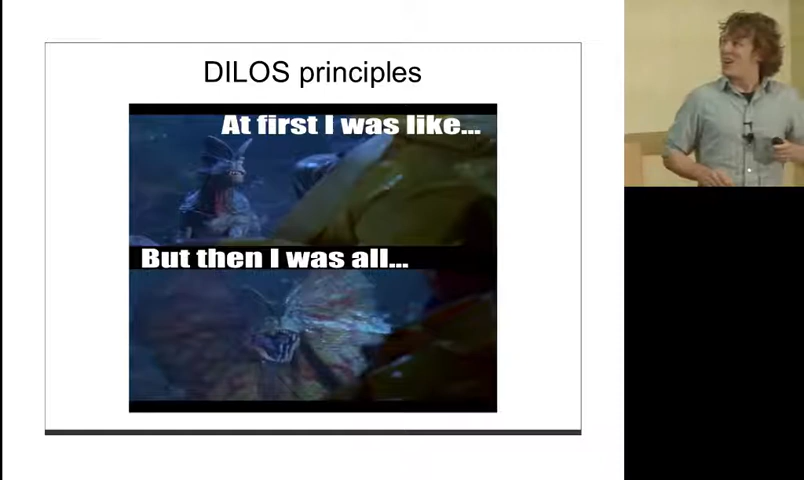 DILOS principles
At first I was like...
But then I was all...